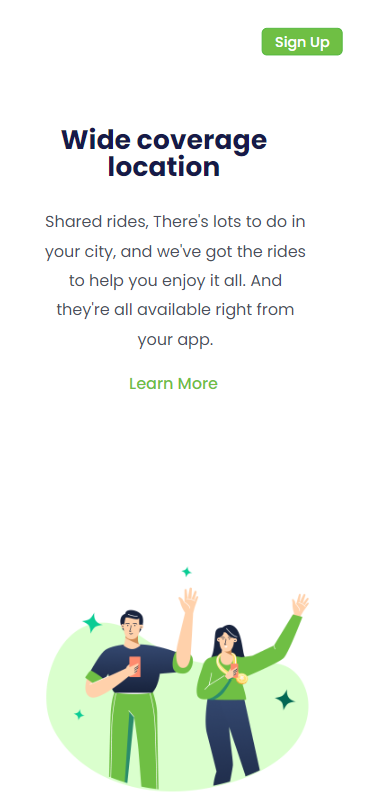 Sign Up
Wide coverage
location
Shared rides, There's lots to do in
your city, and we've got the rides
to help you enjoy it all. And
they're all available right from
your app.
Learn More